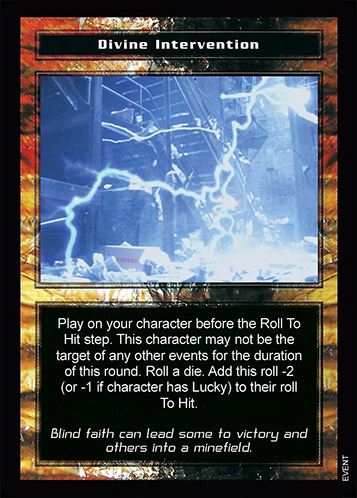 Divine Intervention
Play on your character before the Roll To
Hit step. This character may not be the
target of any other events for the duration
of this round. Roll a die. Add this roll -2
(or -1 if character has Lucky) to their roll
To Hit.
Blind faith can lead some to victory and
others into a minefield.
EVENT